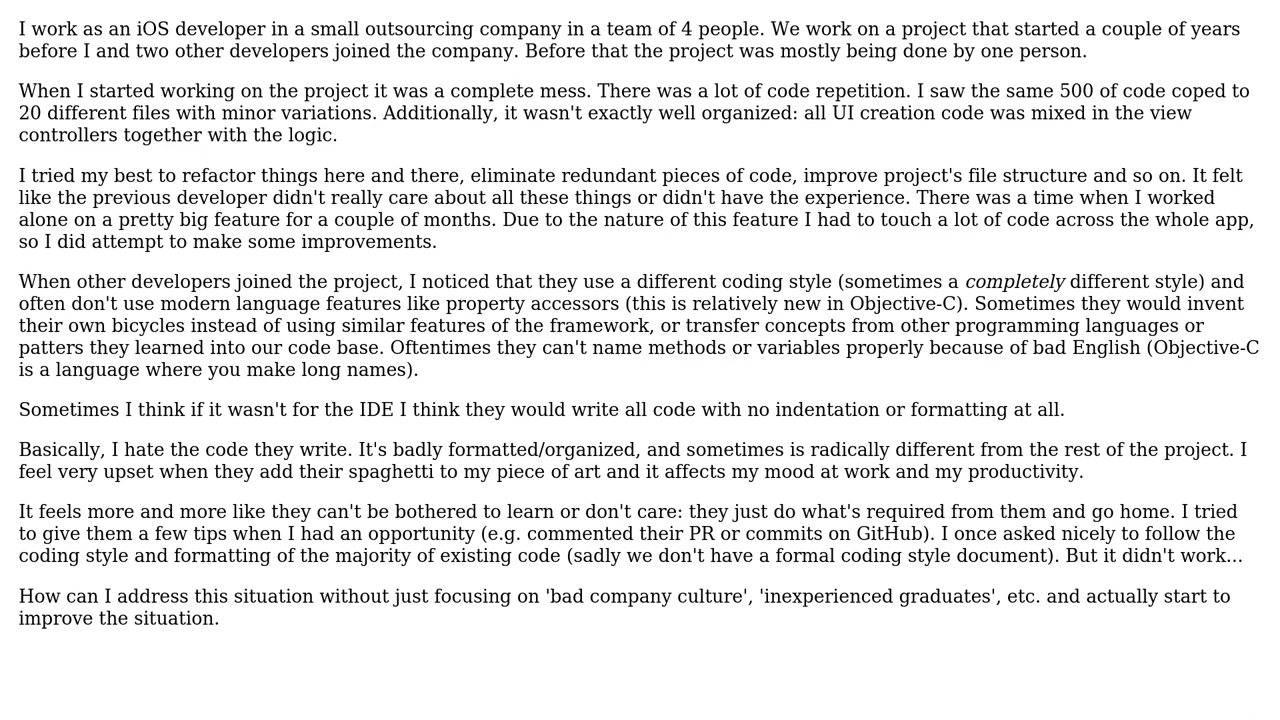 I work as an iOS developer in a small outsourcing company in a team of 4 people. We work on a project that started a couple of years
before I and two other developers joined the company. Before that the project was mostly being done by one person.
When I started working on the project it was a complete mess. There was a lot of code repetition. I saw the same 500 of code coped to
20 different files with minor variations. Additionally, it wasn't exactly well organized: all UI creation code was mixed in the view
controllers together with the logic.
I tried my best to refactor things here and there, eliminate redundant pieces of code, improve project's file structure and so on. It felt
like the previous developer didn't really care about all these things or didn't have the experience. There was a time when I worked
alone on a pretty big feature for a couple of months. Due to the nature of this feature I had to touch a lot of code across the whole app,
so I did attempt to make some improvements.
When other developers joined the project, I noticed that they use a different coding style (sometimes a completely different style) and
often don't use modern language features like property accessors (this is relatively new in Objective-C). Sometimes they would invent
their own bicycles instead of using similar features of the framework, or transfer concepts from other programming languages or
patters they learned into our code base. Oftentimes they can't name methods or variables properly because of bad English (Objective-C
is a language where you make long names).
Sometimes I think if it wasn't for the IDE I think they would write all code with no indentation or formatting at all.
Basically, I hate the code they write. It's badly formatted/organized, and sometimes is radically different from the rest of the project. I
feel very upset when they add their spaghetti to my piece of art and it affects my mood at work and my productivity.
It feels more and more like they can't be bothered to learn or don't care: they just do what's required from them and go home. I tried
to give them a few tips when I had an opportunity (e.g. commented their PR or commits on GitHub). I once asked nicely to follow the
coding style and formatting of the majority of existing code (sadly we don't have a formal coding style document). But it didn't work...
How can I address this situation without just focusing on 'bad company culture', 'inexperienced graduates', etc. and actually start to
improve the situation.